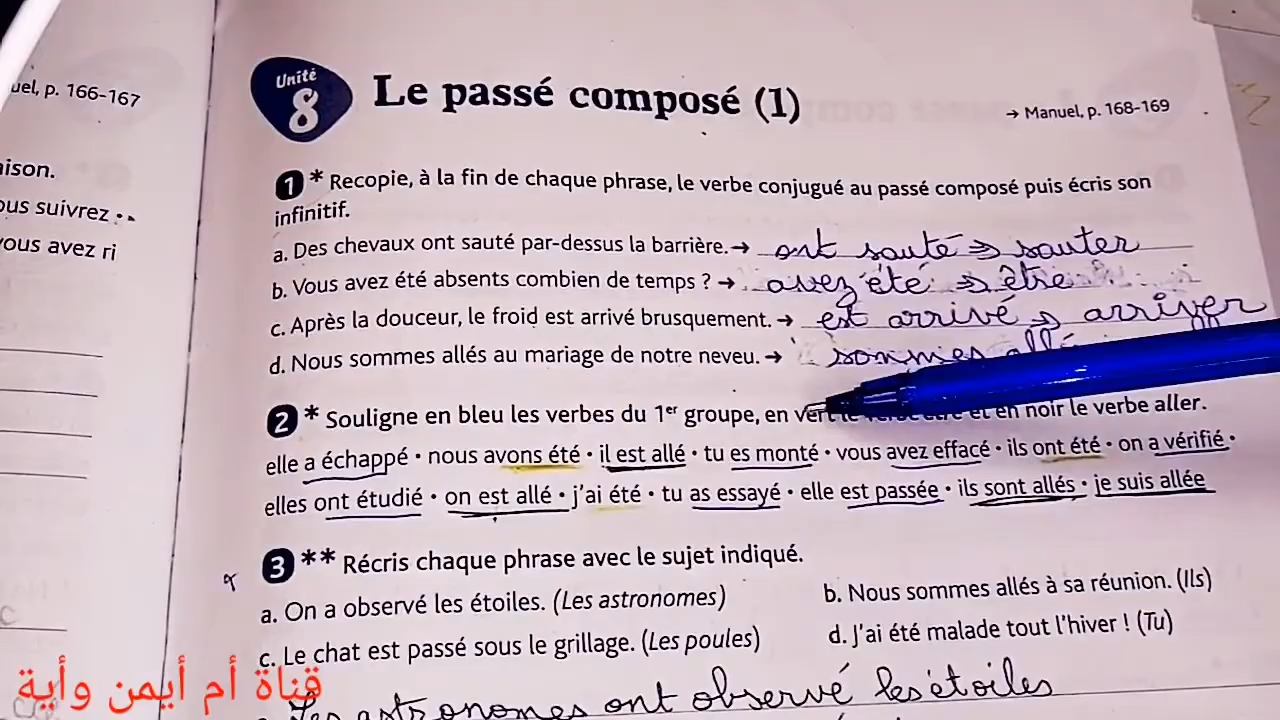 uel, p. 166-167
Unité
8
Le passé composé (1)
→ Manuel, p. 168-169
aison.
ous suivrez
vous avez ri
1 * Recopie, à la fin de chaque phrase, le verbe conjugué au passé composé puis écris son
infinitif.
a. Des chevaux ont sauté par-dessus la barrière.→ ont sauté ⇒ sauter
b. Vous avez été absents combien de temps ? → avez été ⇒ être
c. Après la douceur, le froid est arrivé brusquement. → est arrivé ⇒ arriver
d. Nous sommes allés au mariage de notre neveu. → sommes allé
2 * Souligne en bleu les verbes du 1er groupe, en vert le verbe être et en noir le verbe aller.
elle a échappé • nous avons été • il est allé • tu es monté • vous avez effacé • ils ont été • on a vérifié •
elles ont étudié • on est allé • j'ai été • tu as essayé • elle est passée • ils sont allés • je suis allée
3 ** Récris chaque phrase avec le sujet indiqué.
a. On a observé les étoiles. (Les astronomes)
b. Nous sommes allés à sa réunion. (Ils)
c. Le chat est passé sous le grillage. (Les poules)
d. J'ai été malade tout l'hiver ! (Tu)
Les astronomes ont observé les étoiles
قناة أم أيمن وأية